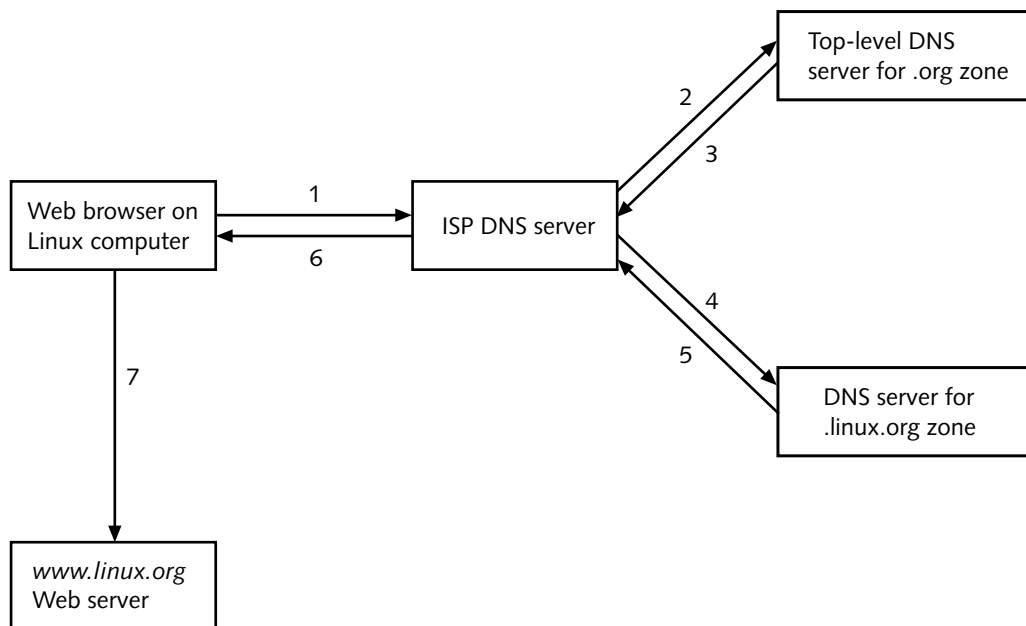 Top-level DNS
server for .org zone
2
3
1
Web browser on
Linux computer
ISP DNS server
6
4
5
7
DNS server for
.linux.org zone
www.linux.org
Web server